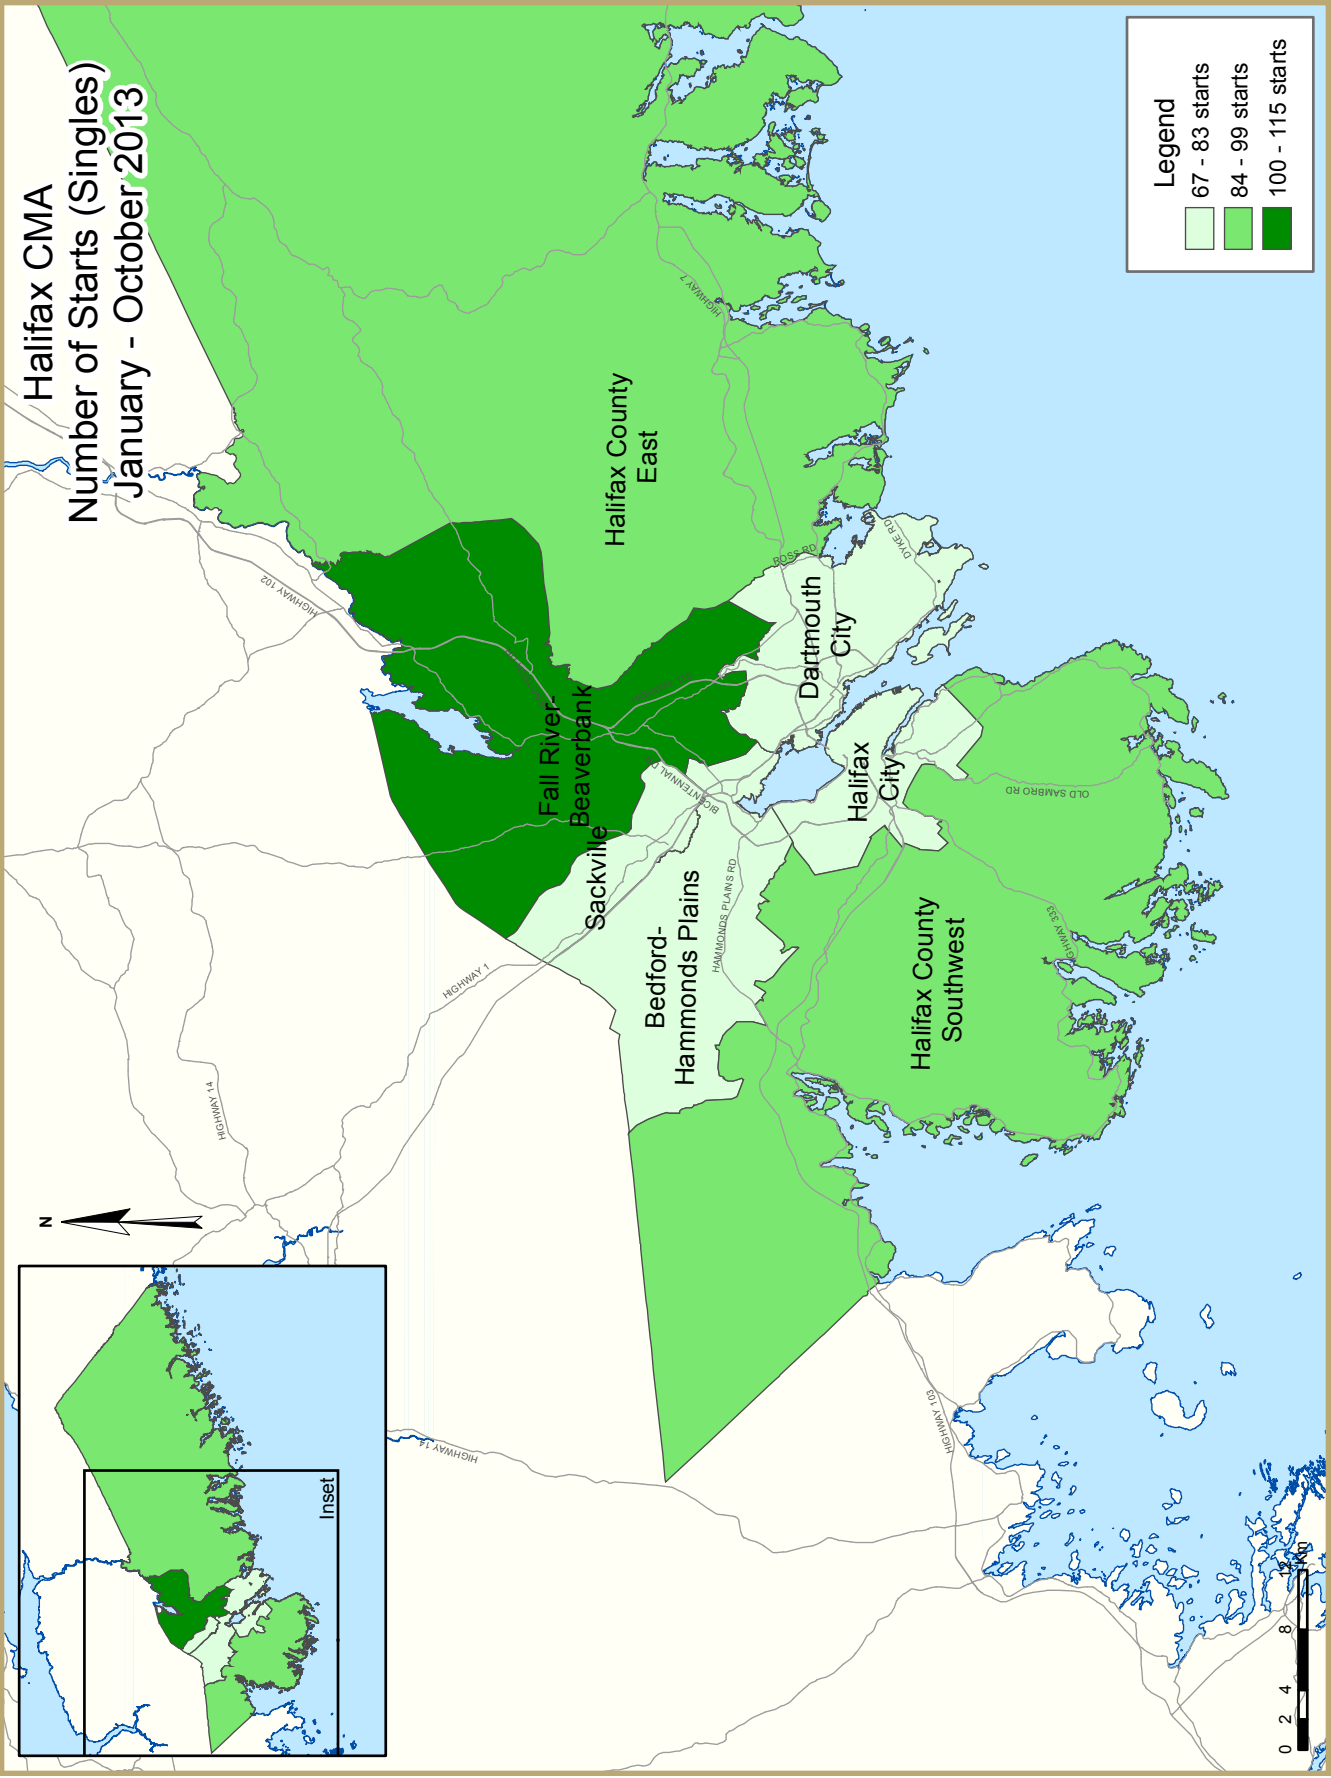 Halifax CMA
Number of Starts (Singles)
January - October 2013
N
Inset
HIGHWAY 14
HIGHWAY 102
HIGHWAY 1
HIGHWAY 14
Fall River-
Beaverbank
Sackville
Bedford-
Hammonds Plains
HAMMONDS PLAINS RD
Halifax County
East
HIGHWAY 7
ROSS RD
DYKE RD
Dartmouth
City
Halifax
City
OLD SAMBRO RD
Halifax County
Southwest
HIGHWAY 333
HIGHWAY 103
Legend
67 - 83 starts
84 - 99 starts
100 - 115 starts
0 2 4 8 12
Km